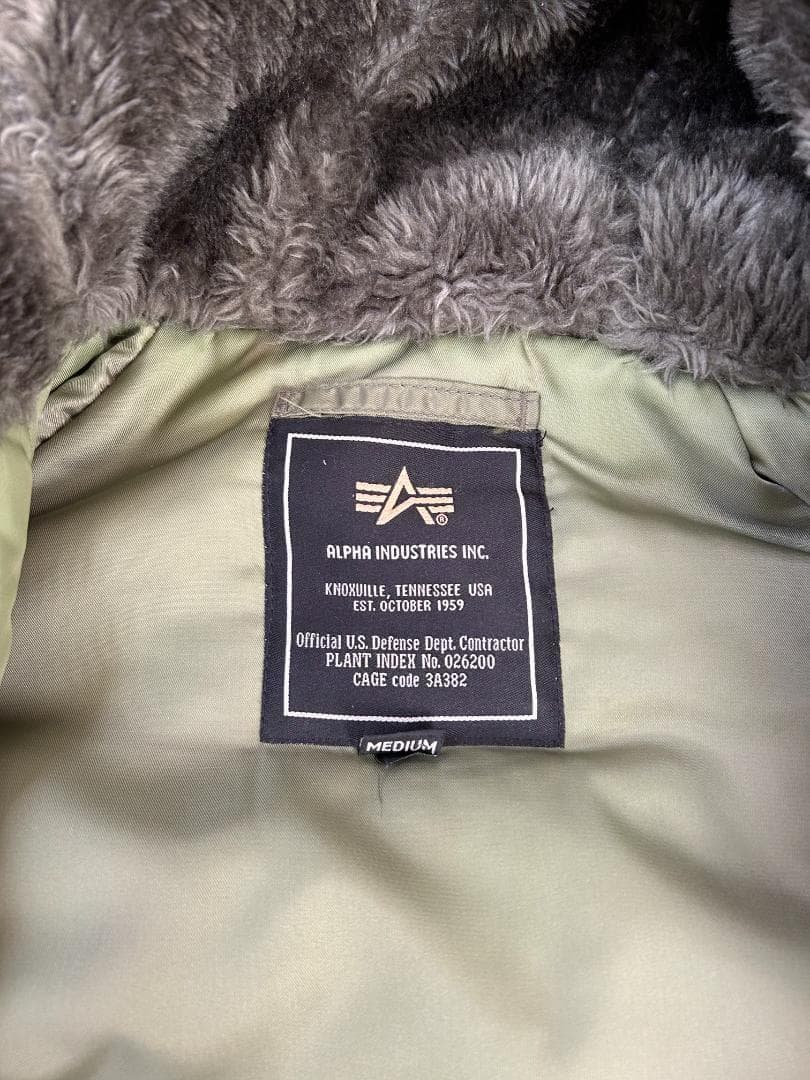 ®
ALPHA INDUSTRIES INC.
KNOXVILLE, TENNESSEE USA
EST. OCTOBER 1959
Official U.S. Defense Dept. Contractor
PLANT INDEX No. 026200
CAGE code 3A382
MEDIUM